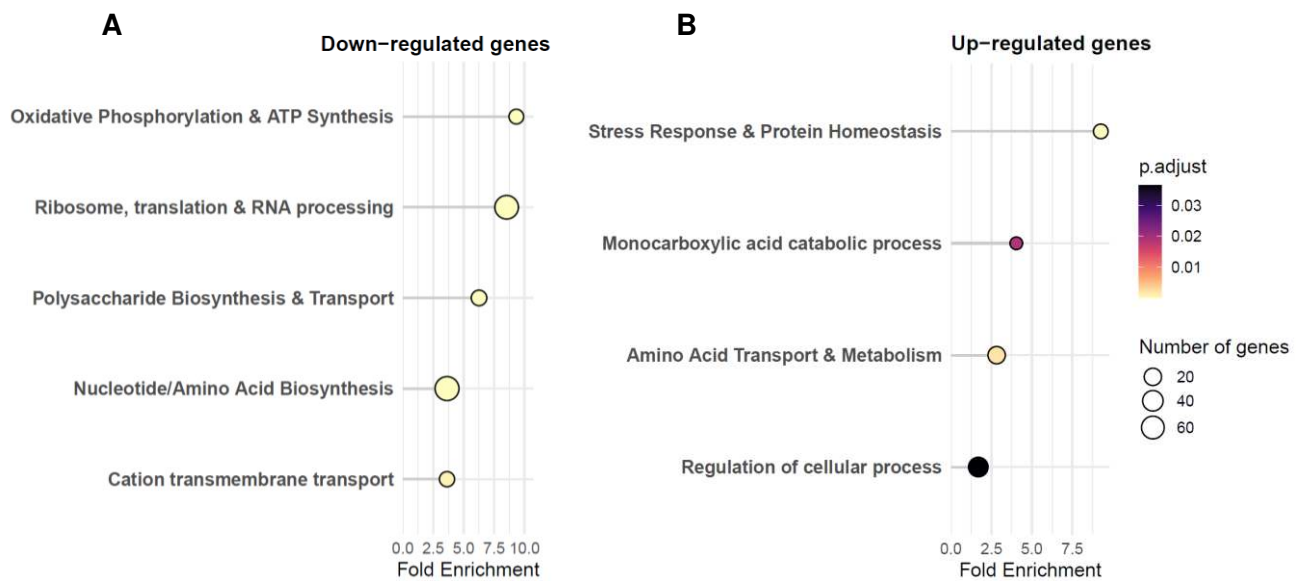 A
Down−regulated genes
Oxidative Phosphorylation & ATP Synthesis
Ribosome, translation & RNA processing
Polysaccharide Biosynthesis & Transport
Nucleotide/Amino Acid Biosynthesis
Cation transmembrane transport
0.0 2.5 5.0 7.5 10.0
Fold Enrichment
B
Up−regulated genes
Stress Response & Protein Homeostasis
Monocarboxylic acid catabolic process
Amino Acid Transport & Metabolism
Regulation of cellular process
0.0 2.5 5.0 7.5
Fold Enrichment
p.adjust
0.03
0.02
0.01
Number of genes
20
40
60